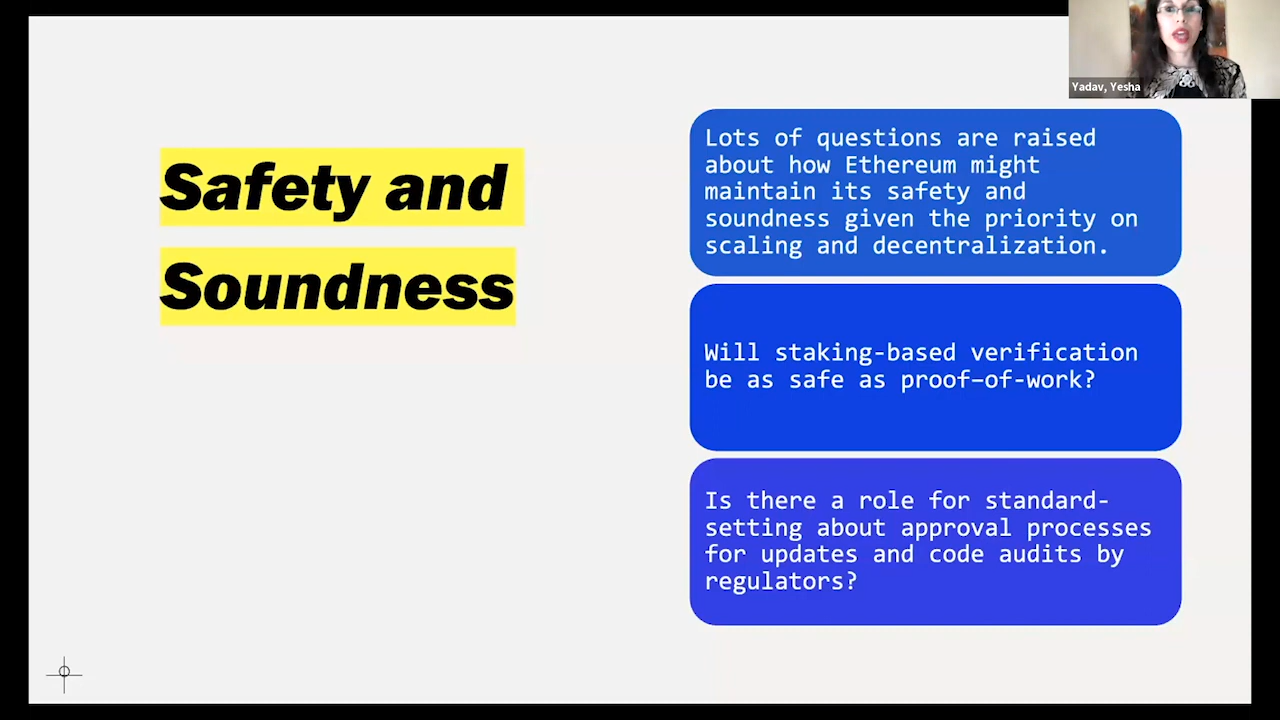 Yadav, Yesha
Safety and
Soundness
Lots of questions are raised
about how Ethereum might
maintain its safety and
soundness given the priority on
scaling and decentralization.
Will staking-based verification
be as safe as proof–of-work?
Is there a role for standard-
setting about approval processes
for updates and code audits by
regulators?